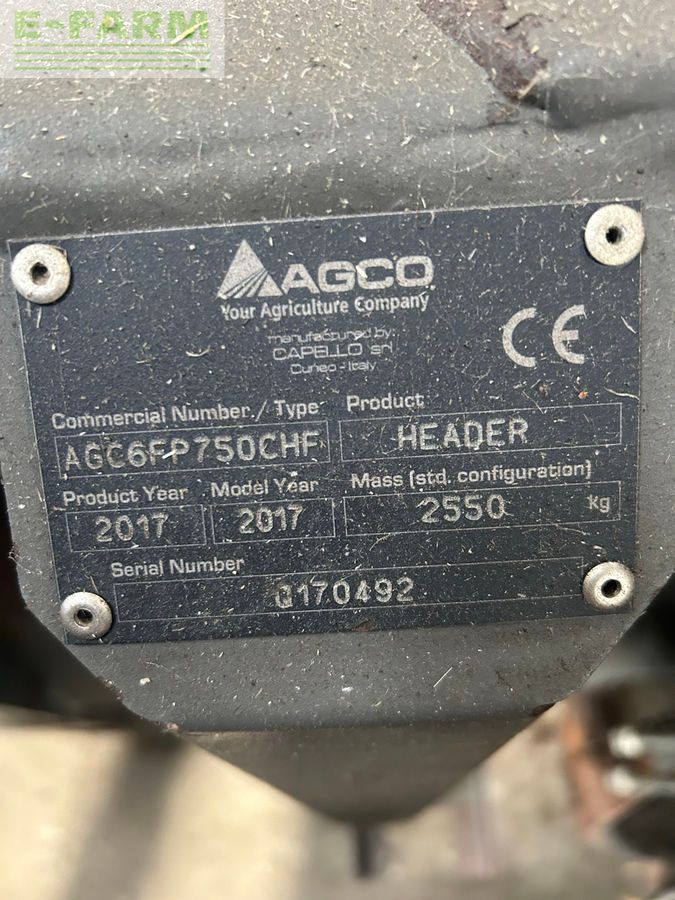 E-FARM
AGCO
Your Agriculture Company
manufactured by:
CAPELLO srl
Cuneo - Italy
CE
Commercial Number / Type
Product
AGC6FP750CHF
HEADER
Product Year
Model Year
Mass (std. configuration)
2017
2017
2550
Kg
Serial Number
0170492